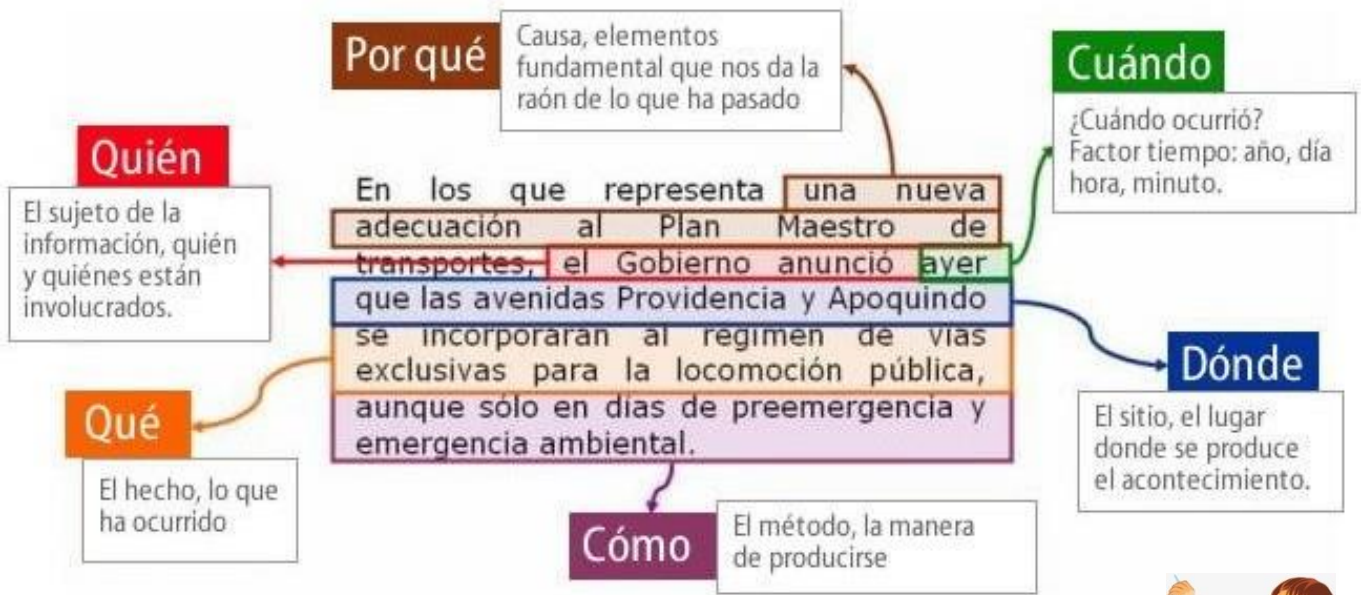 Por qué
Causa, elementos
fundamental que nos da la
raón de lo que ha pasado
Cuándo
¿Cuándo ocurrió?
Factor tiempo: año, día
hora, minuto.
Quién
El sujeto de la
información, quién
y quiénes están
involucrados.
En los que representa una nueva
adecuación al Plan Maestro de
transportes, el Gobierno anunció ayer
que las avenidas Providencia y Apoquindo
se incorporarán al régimen de vías
exclusivas para la locomoción pública,
aunque sólo en días de preemergencia y
emergencia ambiental.
Dónde
El sitio, el lugar
donde se produce
el acontecimiento.
Qué
El hecho, lo que
ha ocurrido
Cómo
El método, la manera
de producirse